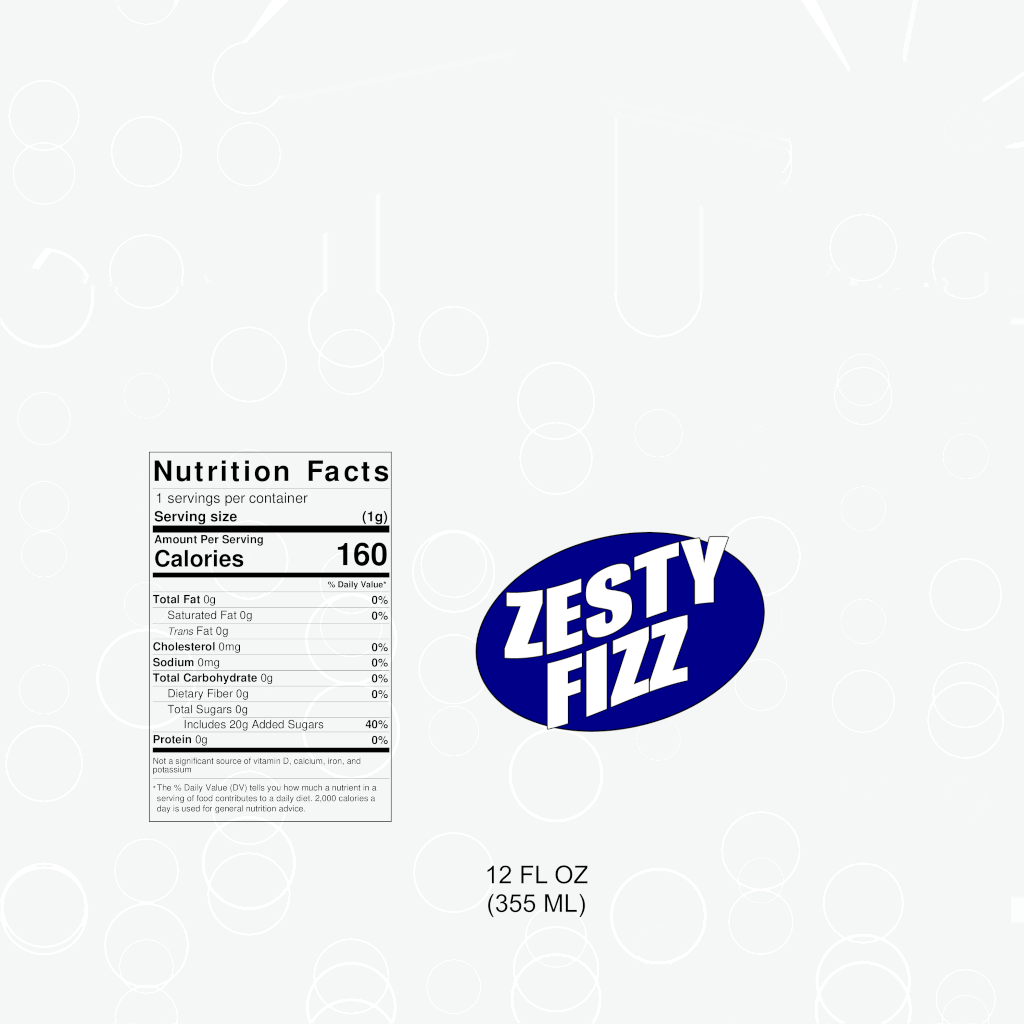 Nutrition Facts
1 servings per container
Serving size (1g)
Amount Per Serving
Calories 160
% Daily Value*
Total Fat 0g 0%
Saturated Fat 0g 0%
Trans Fat 0g
Cholesterol 0mg 0%
Sodium 0mg 0%
Total Carbohydrate 0g 0%
Dietary Fiber 0g 0%
Total Sugars 0g
Includes 20g Added Sugars 40%
Protein 0g 0%
Not a significant source of vitamin D, calcium, iron, and
potassium
*The % Daily Value (DV) tells you how much a nutrient in a
serving of food contributes to a daily diet. 2,000 calories a
day is used for general nutrition advice.
ZESTY
FIZZ
12 FL OZ
(355 ML)